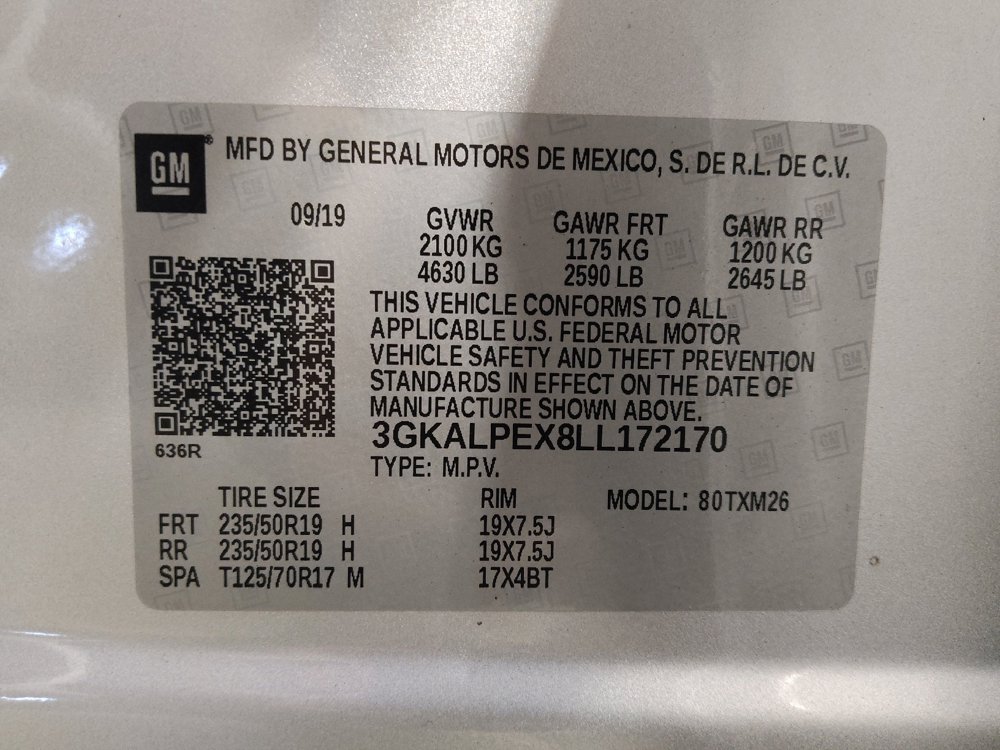 GM® MFD BY GENERAL MOTORS DE MEXICO, S. DE R.L. DE C.V.
09/19 GVWR GAWR FRT GAWR RR
2100 KG 1175 KG 1200 KG
4630 LB 2590 LB 2645 LB
THIS VEHICLE CONFORMS TO ALL
APPLICABLE U.S. FEDERAL MOTOR
VEHICLE SAFETY AND THEFT PREVENTION
STANDARDS IN EFFECT ON THE DATE OF
MANUFACTURE SHOWN ABOVE.
3GKALPEX8LL172170
636R
TYPE: M.P.V.
TIRE SIZE RIM MODEL: 80TXM26
FRT 235/50R19 H 19X7.5J
RR 235/50R19 H 19X7.5J
SPA T125/70R17 M 17X4BT